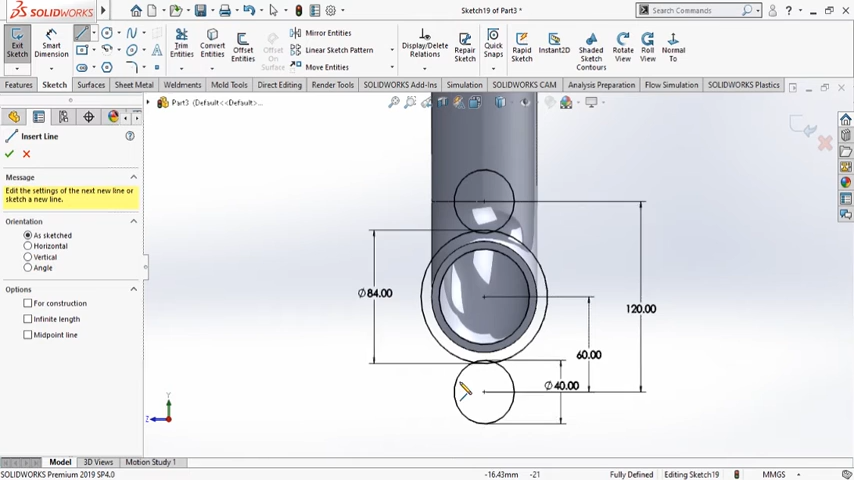 SOLIDWORKS
Sketch19 of Part3 *
Search SOLIDWORKS Help
Exit Sketch
Smart Dimension
Trim Entities
Convert Entities
Offset Entities
Offset On Surface
Mirror Entities
Linear Sketch Pattern
Move Entities
Display/Delete Relations
Repair Sketch
Quick Snaps
Rapid Sketch
Instant2D
Shaded Sketch Contours
Rotate View
Roll View
Normal To
Features
Sketch
Surfaces
Sheet Metal
Weldments
Mold Tools
Direct Editing
Render Tools
SOLIDWORKS Add-Ins
Simulation
SOLIDWORKS CAM
Analysis Preparation
Flow Simulation
SOLIDWORKS Plastics
Part3 (Default<<Default>...
Insert Line
Message
Edit the settings of the next new line or
sketch a new line.
Orientation
As sketched
Horizontal
Vertical
Angle
Options
For construction
Infinite length
Midpoint line
Ø84.00
120.00
60.00
Ø40.00
Y
Z
Model
3D Views
Motion Study 1
SOLIDWORKS Premium 2019 SP4.0
-16.43mm
-21
Fully Defined
Editing Sketch19
MMGS